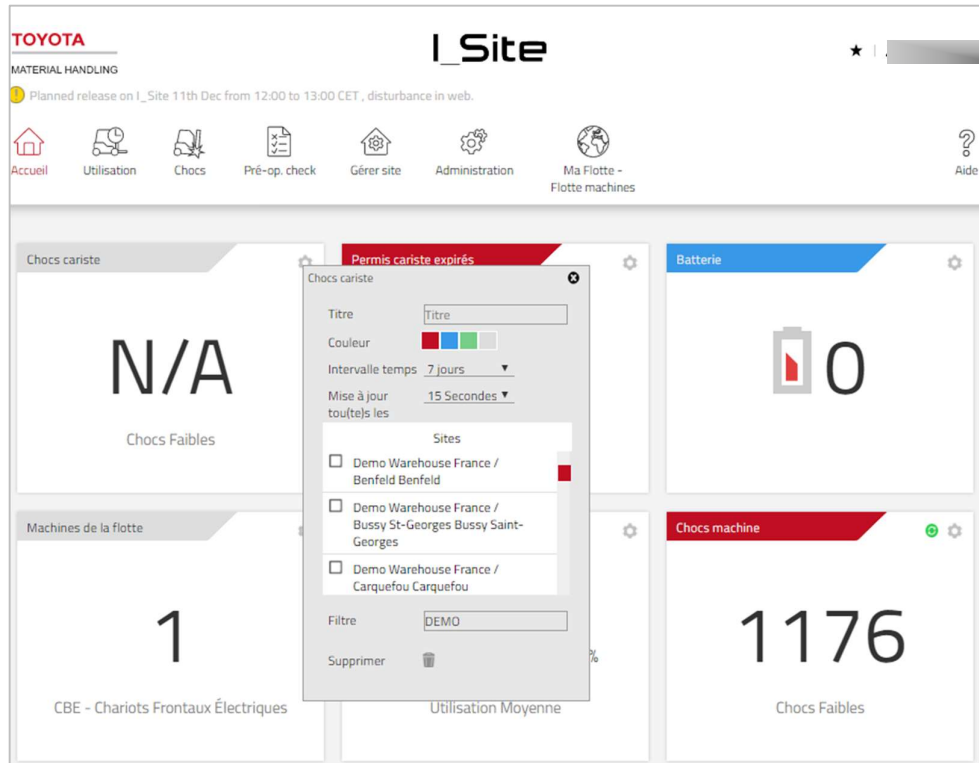 TOYOTA
MATERIAL HANDLING
I_Site
Planned release on I_Site 11th Dec from 12:00 to 13:00 CET , disturbance in web.
Accueil
Utilisation
Chocs
Pré-op. check
Gérer site
Administration
Ma Flotte -
Flotte machines
Aide
Chocs cariste
N/A
Chocs Faibles
Permis cariste expirés
Batterie
0
Chocs cariste
Titre
Titre
Couleur
Intervalle temps
7 jours
Mise à jour
tou(te)s les
15 Secondes
Sites
Demo Warehouse France /
Benfeld Benfeld
Demo Warehouse France /
Bussy St-Georges Bussy Saint-
Georges
Demo Warehouse France /
Carquefou Carquefou
Filtre
DEMO
Supprimer
Machines de la flotte
1
CBE - Chariots Frontaux Électriques
%
Utilisation Moyenne
Chocs machine
1176
Chocs Faibles